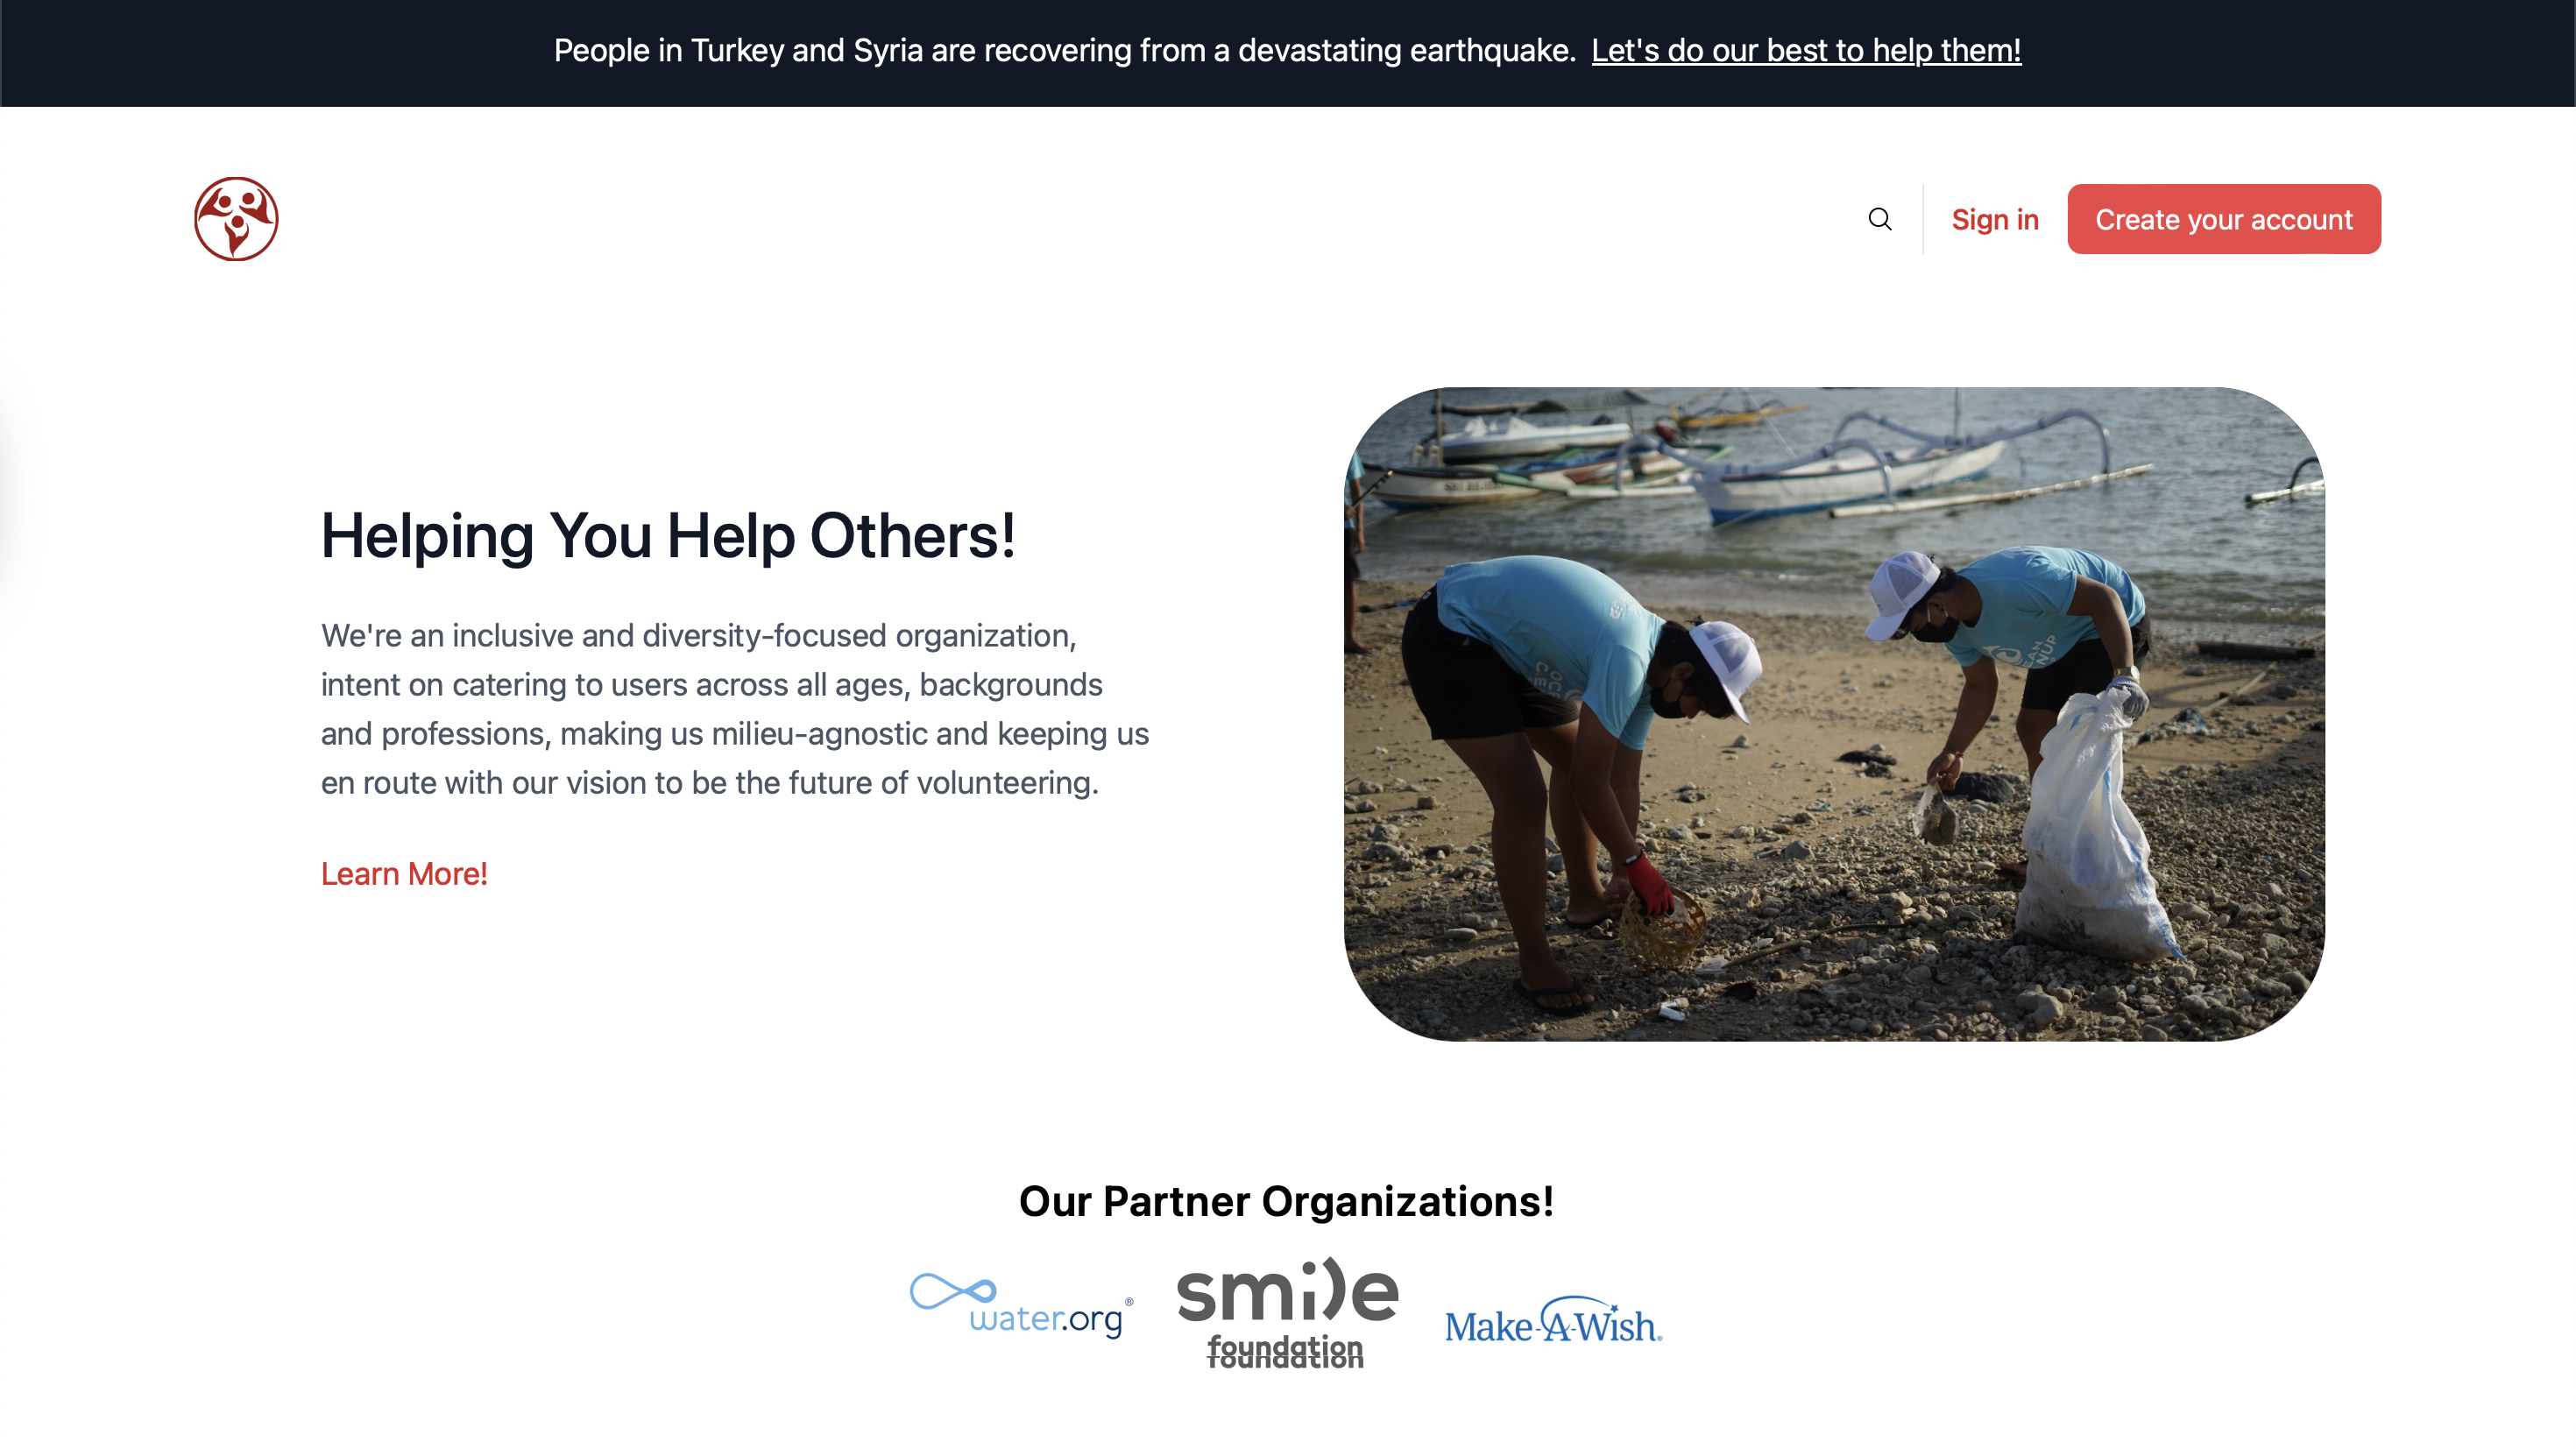 People in Turkey and Syria are recovering from a devastating earthquake. Let's do our best to help them!
Sign in
Create your account
Helping You Help Others!
We're an inclusive and diversity-focused organization,
intent on catering to users across all ages, backgrounds
and professions, making us milieu-agnostic and keeping us
en route with our vision to be the future of volunteering.
Learn More!
Our Partner Organizations!
water.org®
smile
foundation
Make-A-Wish®